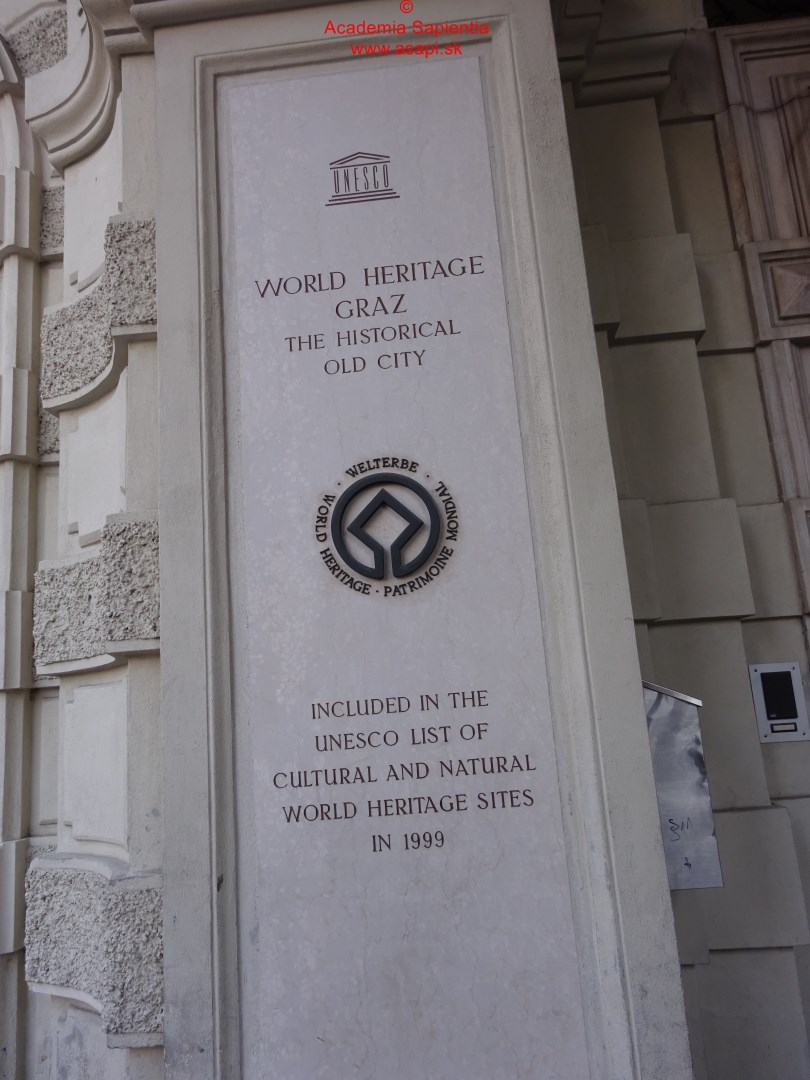 ©
Academia Sapientia
www.asapi.sk
UNESCO
WORLD HERITAGE
GRAZ
THE HISTORICAL
OLD CITY
· WELTERBE ·
WORLD HERITAGE · PATRIMOINE MONDIAL
INCLUDED IN THE
UNESCO LIST OF
CULTURAL AND NATURAL
WORLD HERITAGE SITES
IN 1999